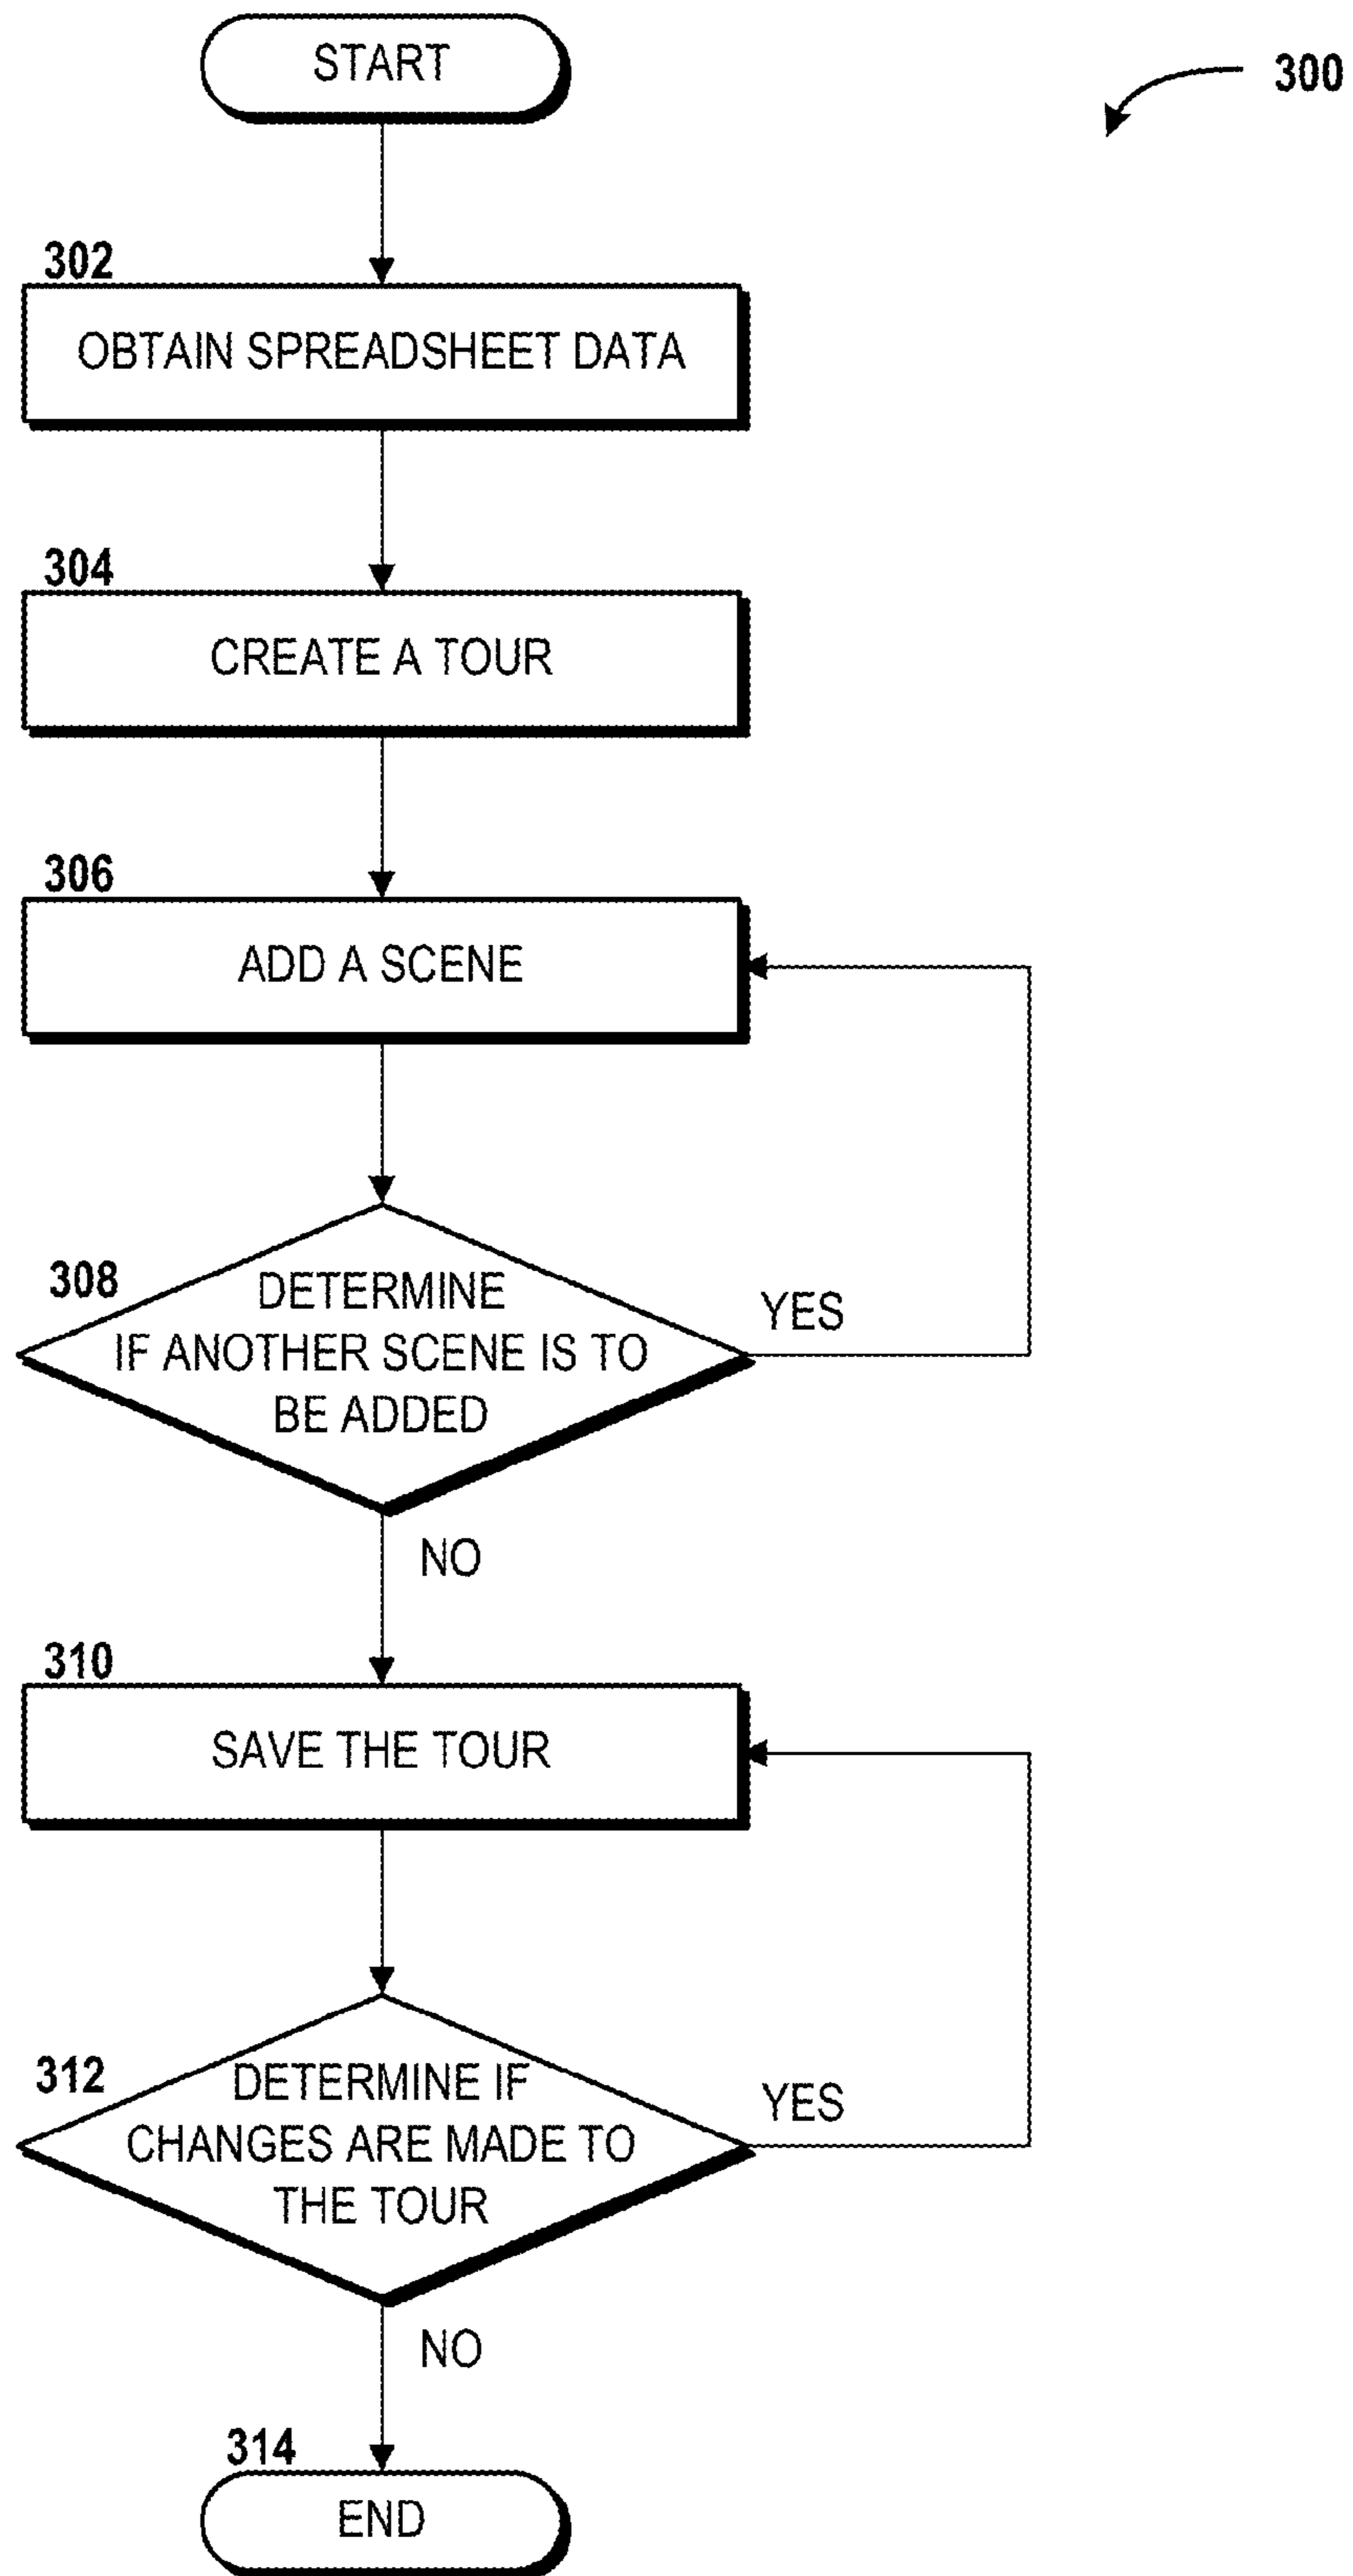 START
300
302
OBTAIN SPREADSHEET DATA
304
CREATE A TOUR
306
ADD A SCENE
308
DETERMINE
IF ANOTHER SCENE IS TO
BE ADDED
YES
NO
310
SAVE THE TOUR
312
DETERMINE IF
CHANGES ARE MADE TO
THE TOUR
YES
NO
314
END